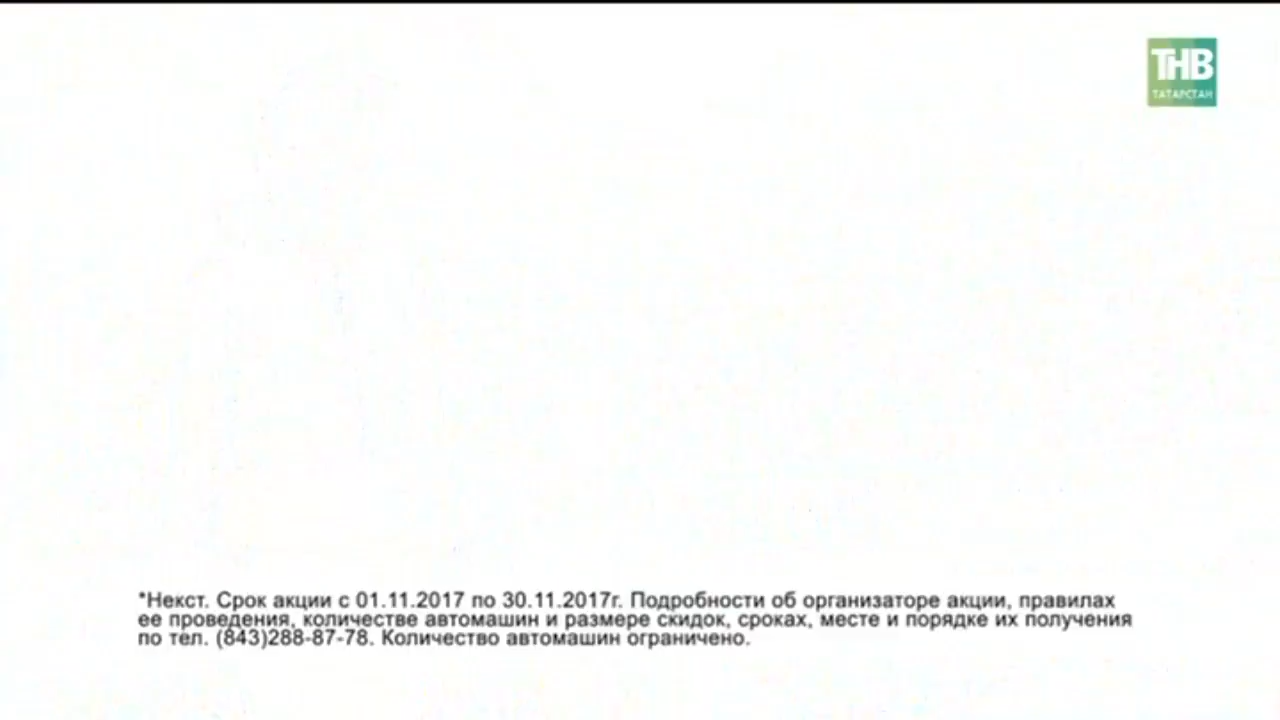 ТНВ
ТАТАРСТАН
*Некст. Срок акции с 01.11.2017 по 30.11.2017г. Подробности об организаторе акции, правилах
ее проведения, количестве автомашин и размере скидок, сроках, месте и порядке их получения
по тел. (843)288-87-78. Количество автомашин ограничено.